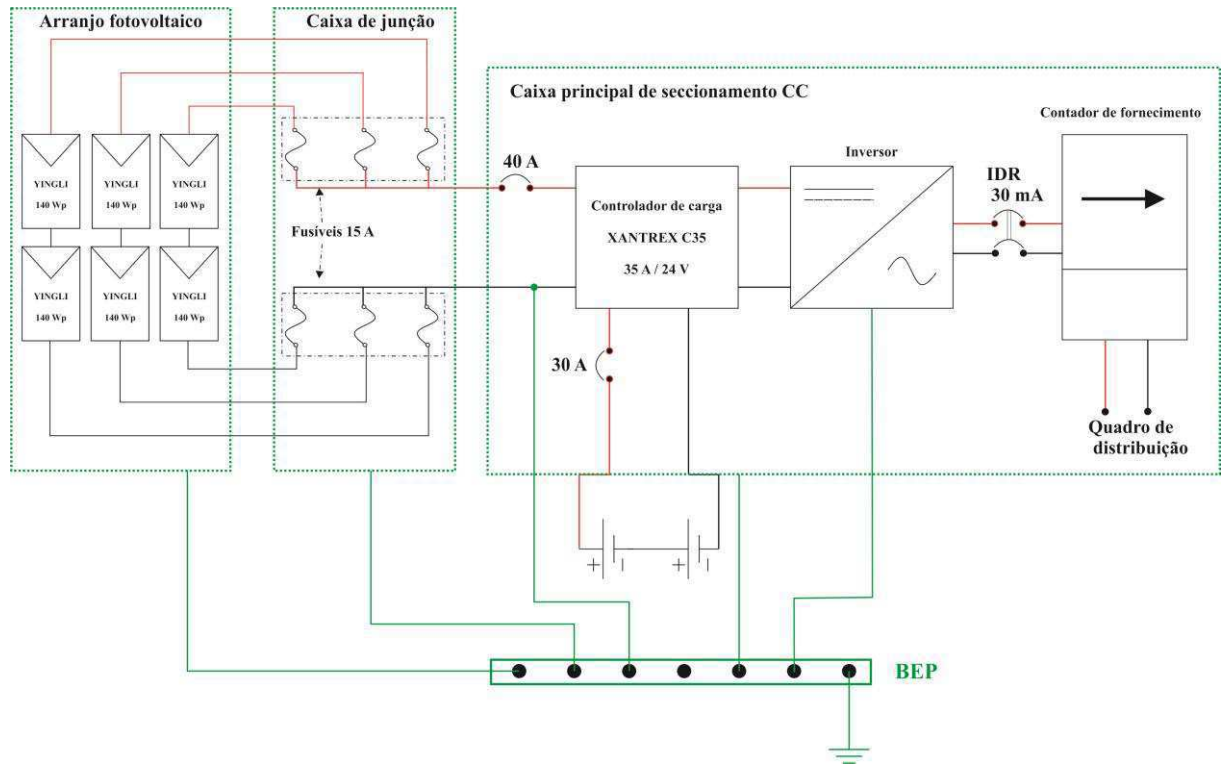 Arranjo fotovoltaico
Caixa de junção
Caixa principal de seccionamento CC
Contador de fornecimento
YINGLI
140 Wp
YINGLI
140 Wp
YINGLI
140 Wp
YINGLI
140 Wp
YINGLI
140 Wp
YINGLI
140 Wp
Fusíveis 15 A
40 A
Controlador de carga
XANTREX C35
35 A / 24 V
Inversor
IDR
30 mA
30 A
Quadro de
distribuição
+
+
BEP